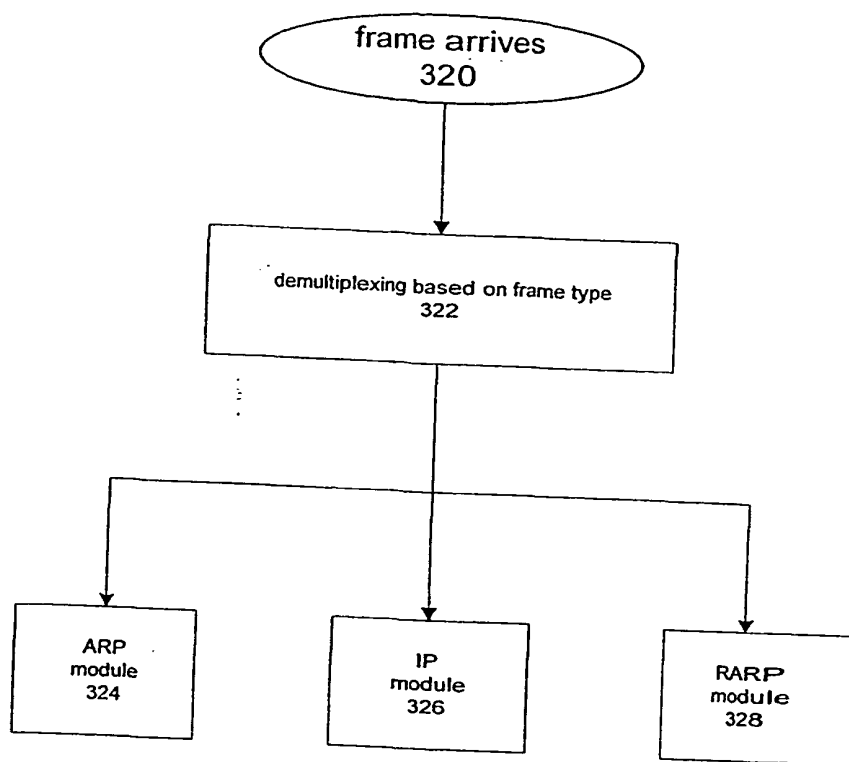 frame arrives
320
demultiplexing based on frame type
322
ARP
module
324
IP
module
326
RARP
module
328